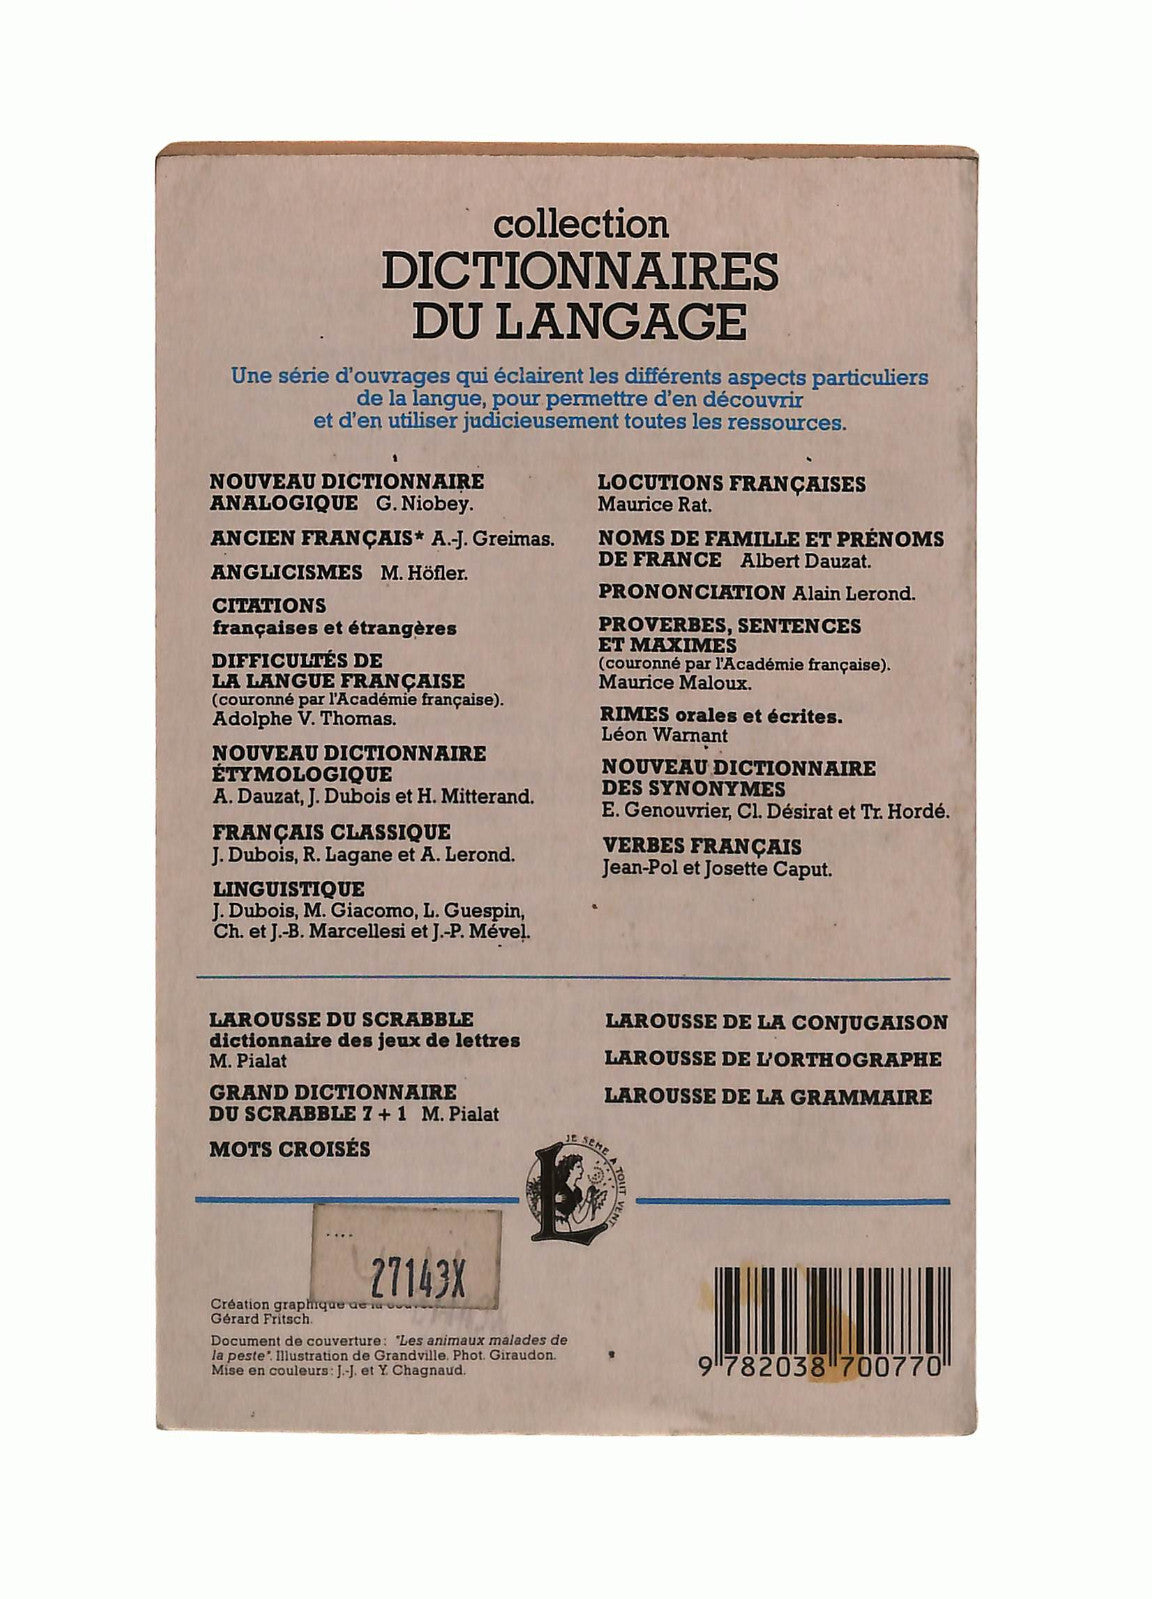 collection
DICTIONNAIRES
DU LANGAGE
Une série d'ouvrages qui éclairent les différents aspects particuliers
de la langue, pour permettre d'en découvrir
et d'en utiliser judicieusement toutes les ressources.
NOUVEAU DICTIONNAIRE
ANALOGIQUE G. Niobey.
ANCIEN FRANÇAIS* A.-J. Greimas.
ANGLICISMES M. Höfler.
CITATIONS
françaises et étrangères
DIFFICULTÉS DE
LA LANGUE FRANÇAISE
(couronné par l'Académie française).
Adolphe V. Thomas.
NOUVEAU DICTIONNAIRE
ÉTYMOLOGIQUE
A. Dauzat, J. Dubois et H. Mitterand.
FRANÇAIS CLASSIQUE
J. Dubois, R. Lagane et A. Lerond.
LINGUISTIQUE
J. Dubois, M. Giacomo, L. Guespin,
Ch. et J.-B. Marcellesi et J.-P. Mével.
LOCUTIONS FRANÇAISES
Maurice Rat.
NOMS DE FAMILLE ET PRÉNOMS
DE FRANCE Albert Dauzat.
PRONONCIATION Alain Lerond.
PROVERBES, SENTENCES
ET MAXIMES
(couronné par l'Académie française).
Maurice Maloux.
RIMES orales et écrites.
Léon Warnant
NOUVEAU DICTIONNAIRE
DES SYNONYMES
E. Genouvrier, Cl. Désirat et Tr. Hordé.
VERBES FRANÇAIS
Jean-Pol et Josette Caput.
LAROUSSE DU SCRABBLE
dictionnaire des jeux de lettres
M. Pialat
GRAND DICTIONNAIRE
DU SCRABBLE 7 + 1 M. Pialat
MOTS CROISÉS
LAROUSSE DE LA CONJUGAISON
LAROUSSE DE L'ORTHOGRAPHE
LAROUSSE DE LA GRAMMAIRE
JE SÈME À TOUT VENT
L
27143X
Création graphique de la
Gérard Fritsch.
Document de couverture : "Les animaux malades de
la peste". Illustration de Grandville. Phot. Giraudon.
Mise en couleurs : J.-J. et Y. Chagnaud.
9 782038 700770